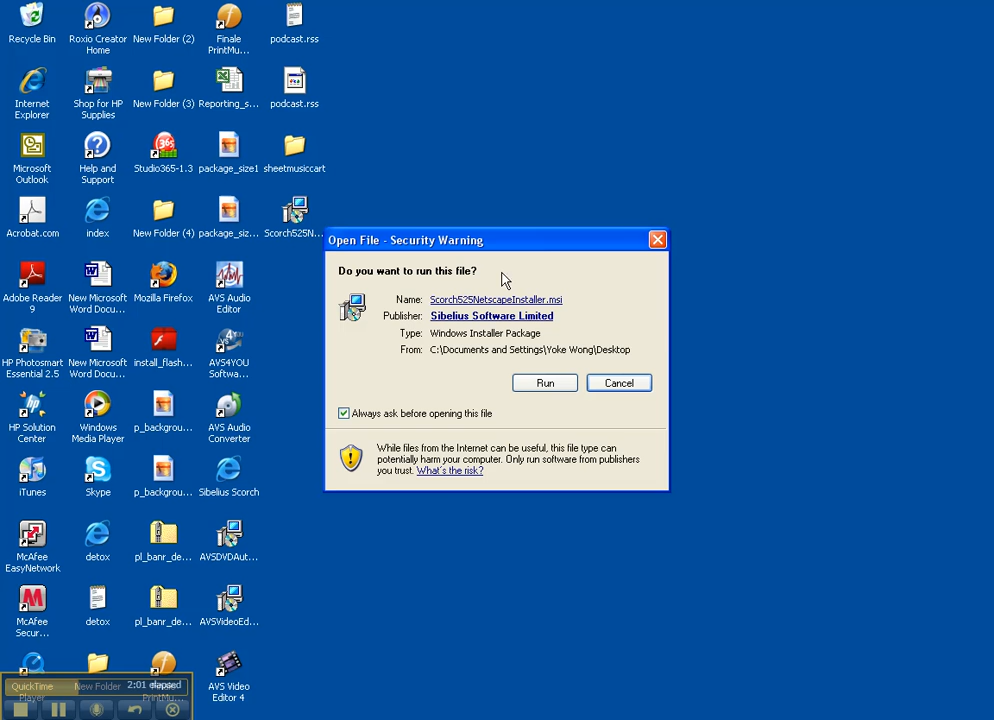 Recycle Bin
Roxio Creator
Home
New Folder (2)
Finale
PrintMu...
podcast.rss
Internet
Explorer
Shop for HP
Supplies
New Folder (3)
Reporting_s...
podcast.rss
Microsoft
Outlook
Help and
Support
365
Studio365-1.3
package_size1
sheetmusiccart
Acrobat.com
index
New Folder (4)
package_siz...
Scorch525N...
Adobe Reader
9
New Microsoft
Word Docu...
Mozilla Firefox
AVS Audio
Editor
HP Photosmart
Essential 2.5
New Microsoft
Word Docu...
install_flash...
AVS4YOU
Softwa...
HP Solution
Center
Windows
Media Player
p_backgrou...
AVS Audio
Converter
iTunes
Skype
p_backgrou...
Sibelius Scorch
McAfee
EasyNetwork
detox
pl_banr_de...
AVSDVDAut...
McAfee
Secur...
detox
pl_banr_de...
AVSVideoEd...
QuickTime
Player
New Folder
PrintMu...
AVS Video
Editor 4
2:01 elapsed
Open File - Security Warning
Do you want to run this file?
Name: Scorch525NetscapeInstaller.msi
Publisher: Sibelius Software Limited
Type: Windows Installer Package
From: C:\Documents and Settings\Yoke Wong\Desktop
Run
Cancel
Always ask before opening this file
While files from the Internet can be useful, this file type can
potentially harm your computer. Only run software from publishers
you trust. What's the risk?